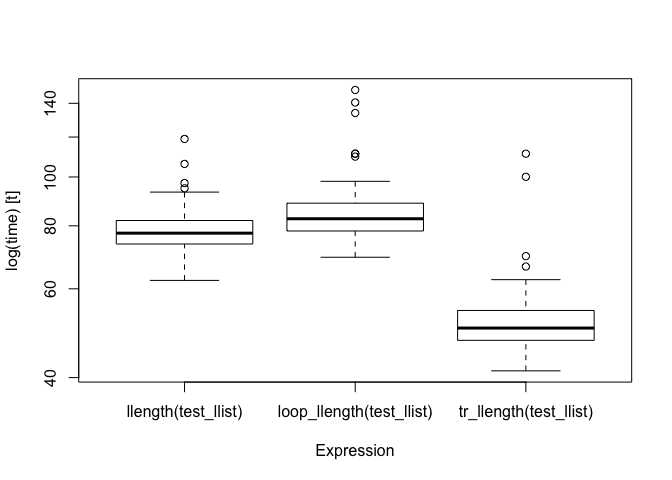 140
100
80
60
40
log(time) [t]
llength(test_llist)
loop_llength(test_llist)
tr_llength(test_llist)
Expression